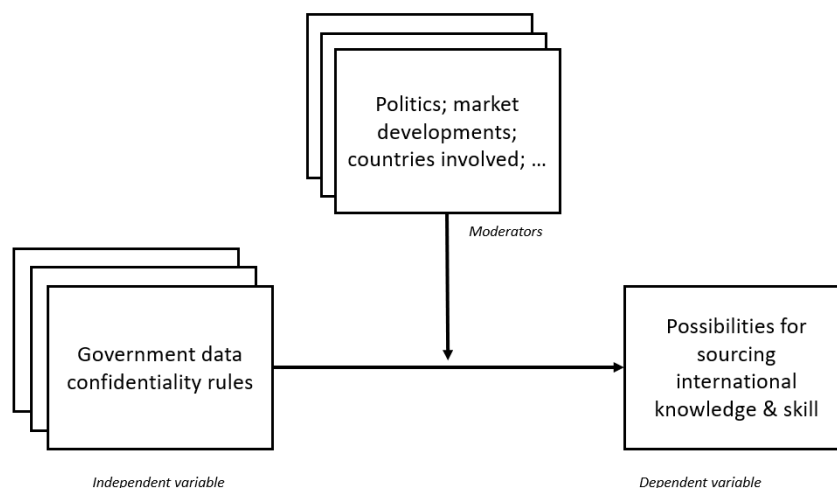 Politics; market
developments;
countries involved; ...
Moderators
Government data
confidentiality rules
Independent variable
Possibilities for
sourcing
international
knowledge & skill
Dependent variable